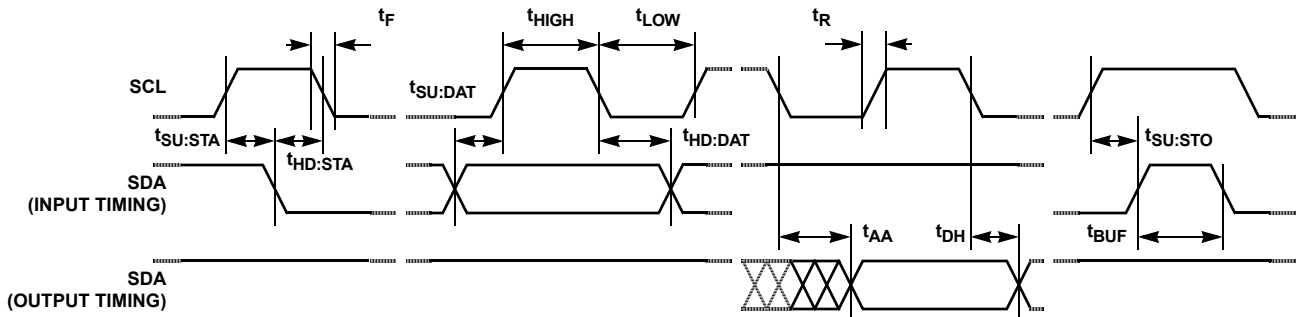 tF tHIGH tLOW tR
SCL
tSU:DAT
tSU:STA tHD:STA tHD:DAT tSU:STO
SDA
(INPUT TIMING)
tAA tDH tBUF
SDA
(OUTPUT TIMING)